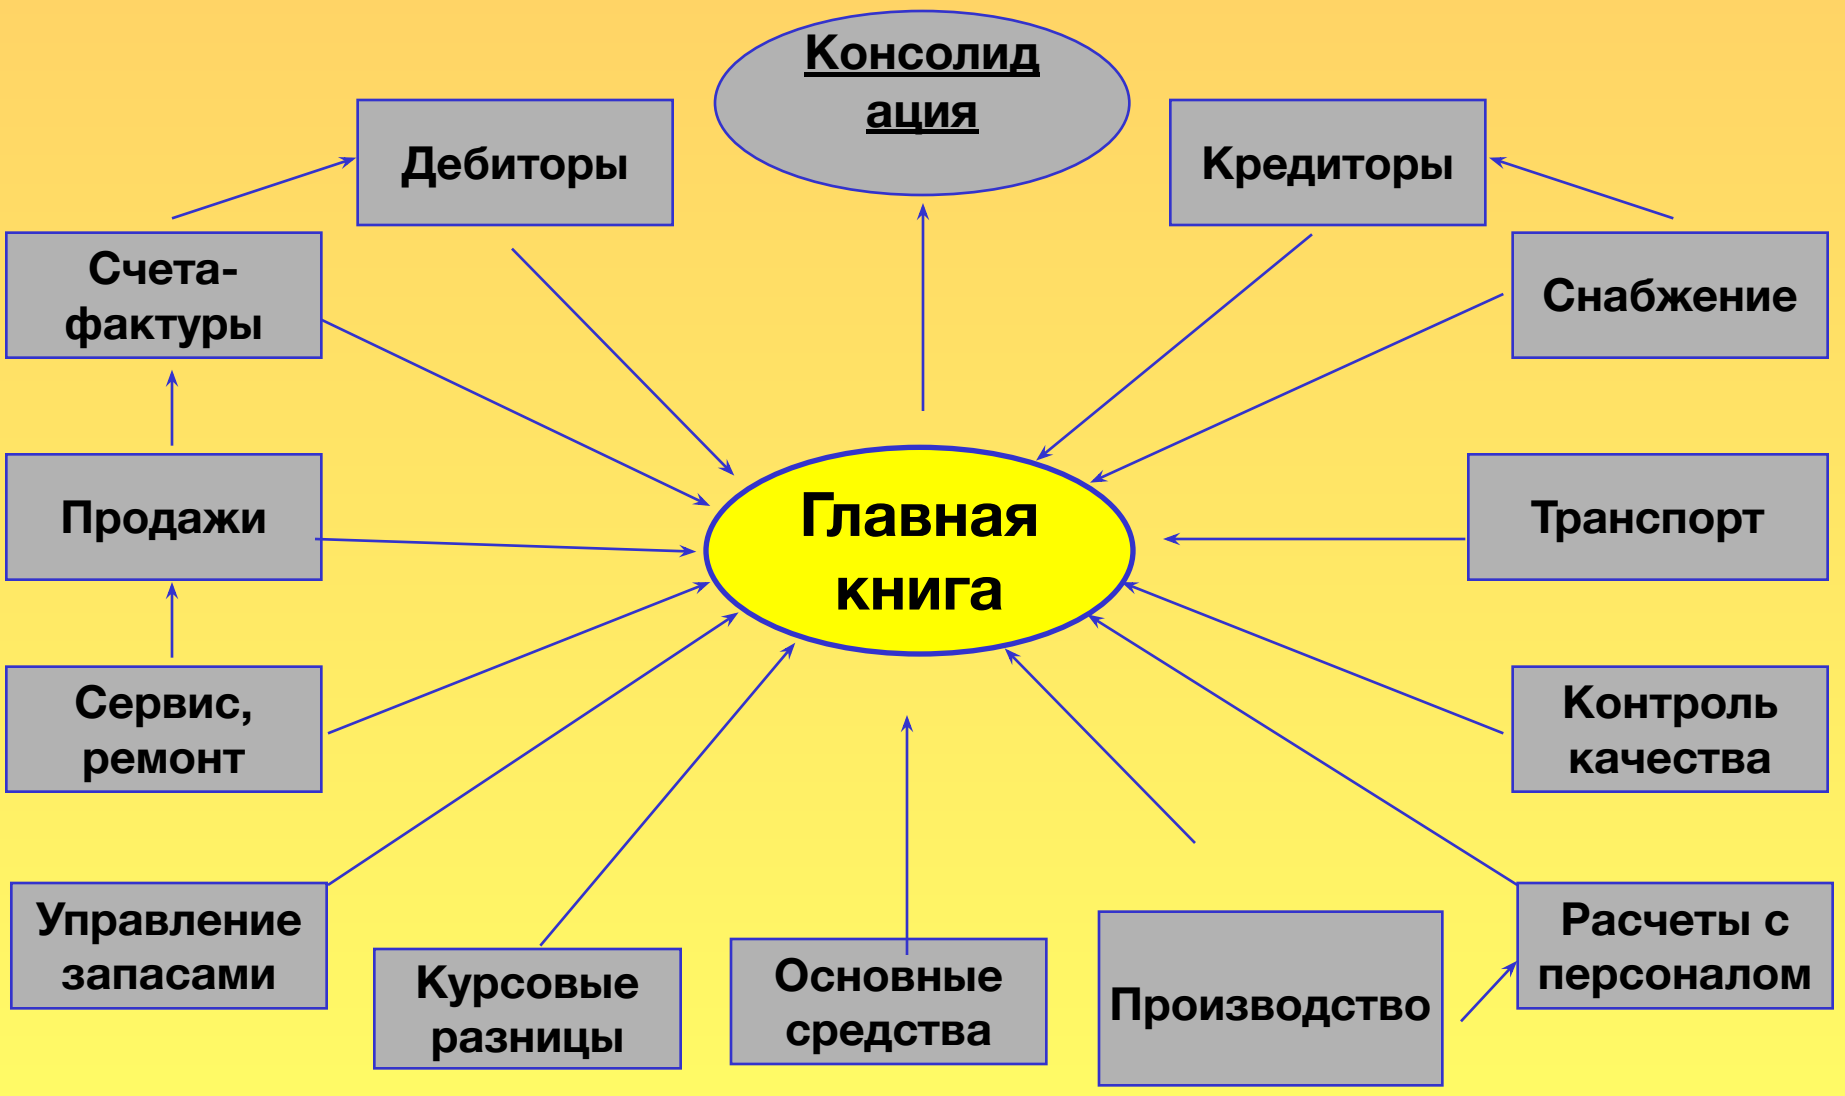 Консолид
ация
Дебиторы
Кредиторы
Счета-
фактуры
Снабжение
Главная
книга
Продажи
Транспорт
Сервис,
ремонт
Контроль
качества
Управление
запасами
Курсовые
разницы
Основные
средства
Производство
Расчеты с
персоналом